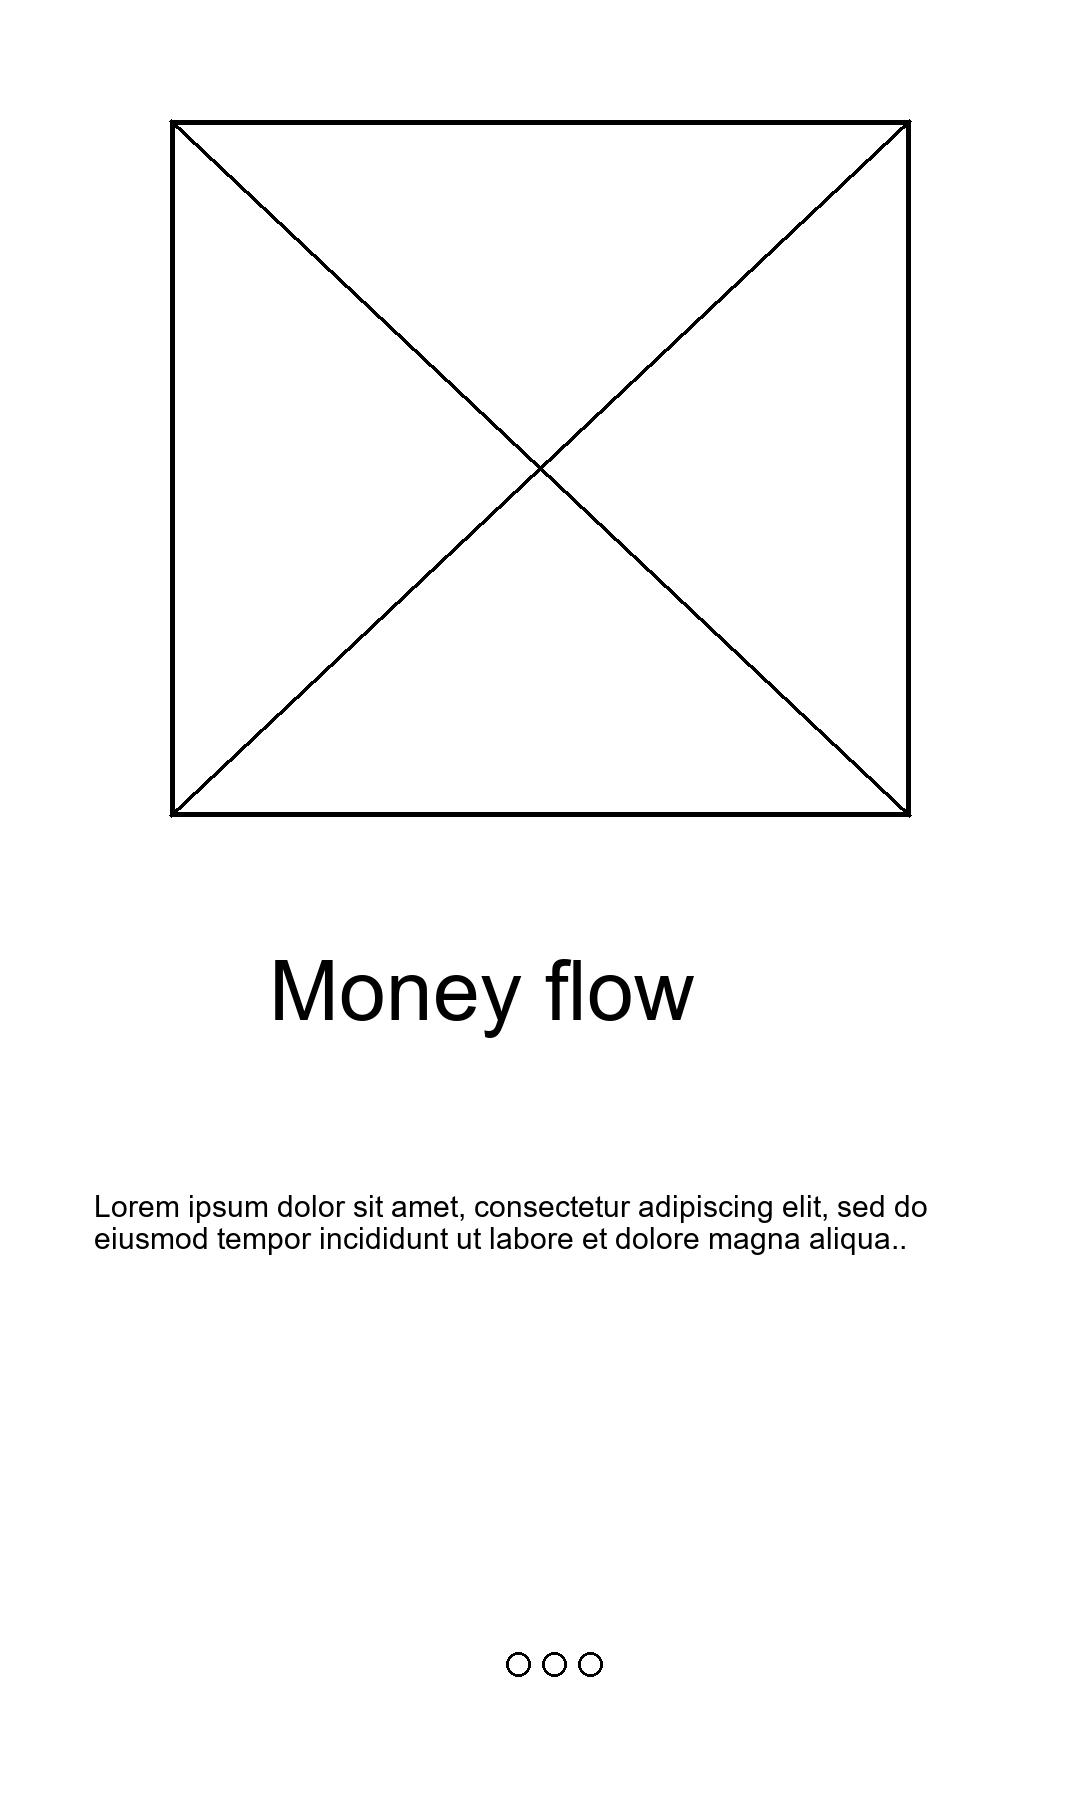 Money flow
Lorem ipsum dolor sit amet, consectetur adipiscing elit, sed do
eiusmod tempor incididunt ut labore et dolore magna aliqua..